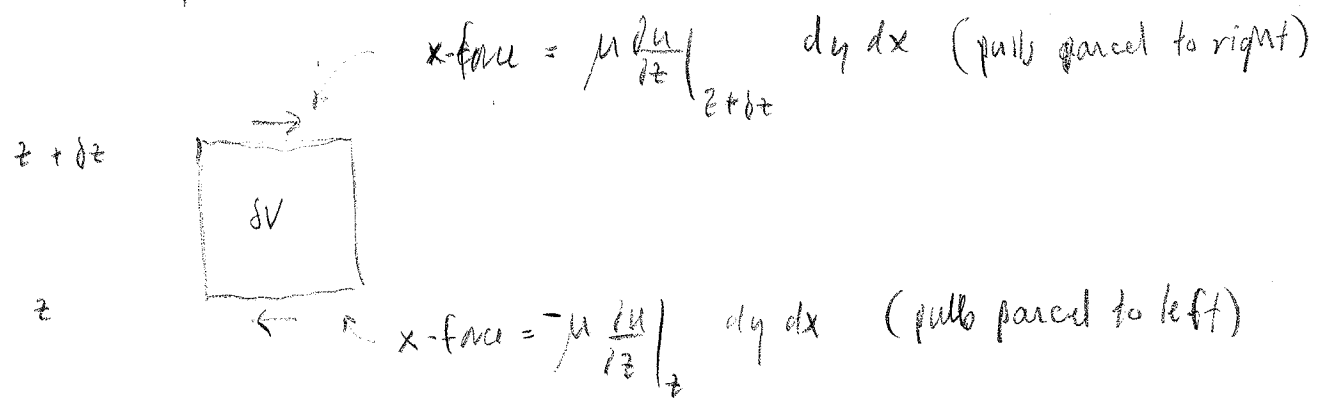 x-force = μ ∂u/∂z |z+δz dy dx (pulls parcel to right)
z + δz
δV
z
x-force = -μ ∂u/∂z |z dy dx (pulls parcel to left)